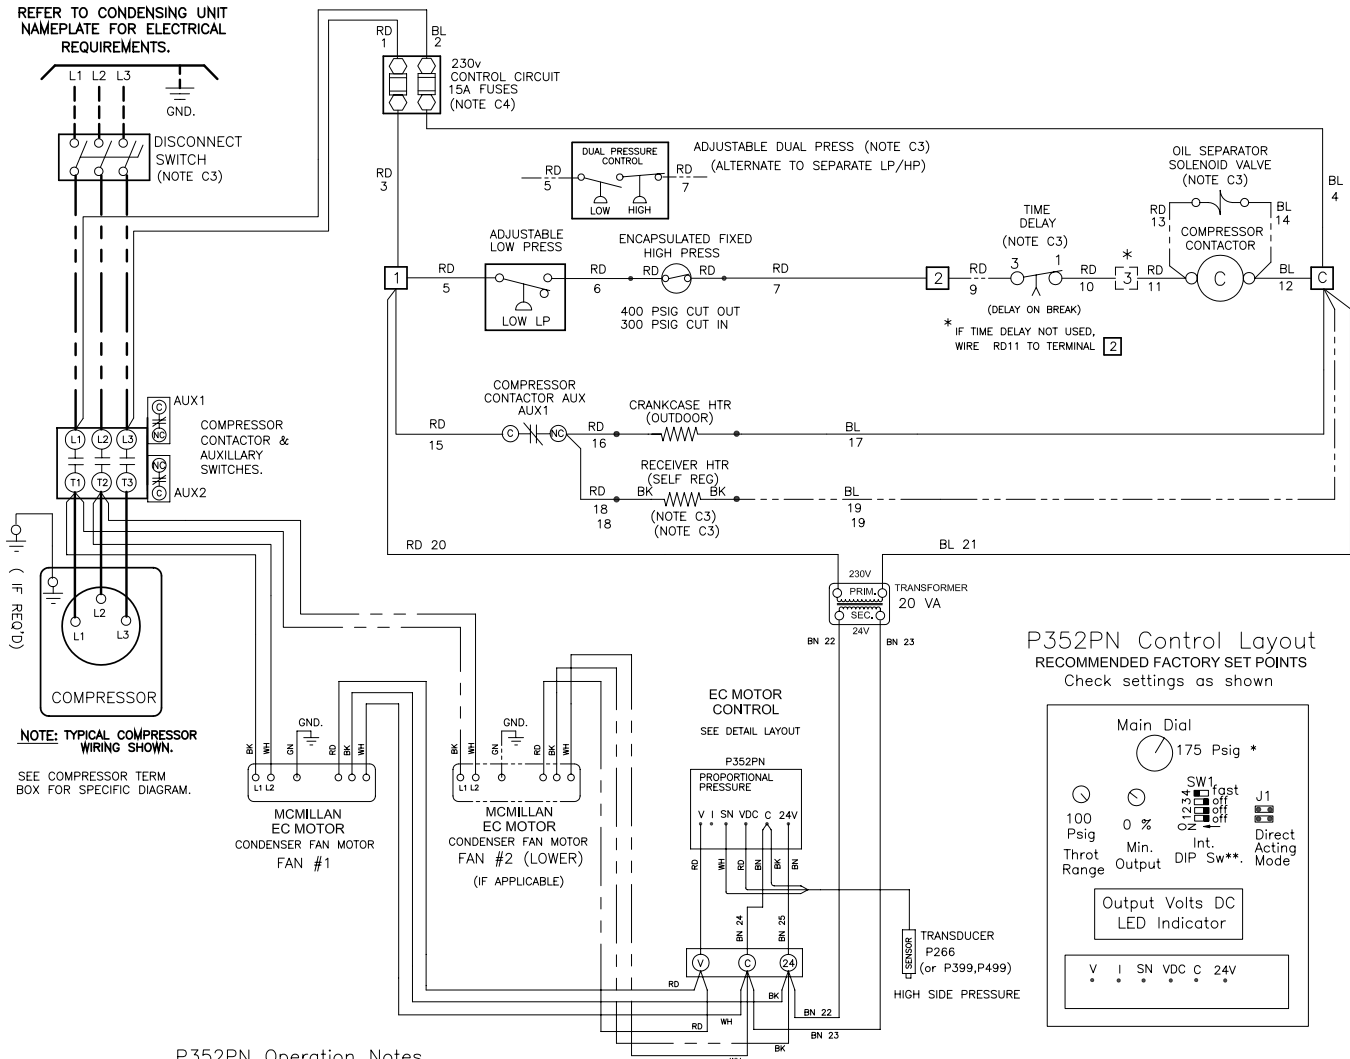 REFER TO CONDENSING UNIT
NAMEPLATE FOR ELECTRICAL
REQUIREMENTS.
L1 L2 L3
GND.
DISCONNECT
SWITCH
(NOTE C3)
RD
1
BL
2
230v
CONTROL CIRCUIT
15A FUSES
(NOTE C4)
RD
3
DUAL PRESSURE
CONTROL
RD
5
RD
7
LOW HIGH
ADJUSTABLE DUAL PRESS (NOTE C3)
(ALTERNATE TO SEPARATE LP/HP)
OIL SEPARATOR
SOLENOID VALVE
(NOTE C3)
BL
4
RD
13
BL
14
COMPRESSOR
CONTACTOR
TIME
DELAY
(NOTE C3)
ADJUSTABLE
LOW PRESS
ENCAPSULATED FIXED
HIGH PRESS
1
RD
5
LOW LP
RD
6
RD RD
RD
7
400 PSIG CUT OUT
300 PSIG CUT IN
2
RD
9
3 1
(DELAY ON BREAK)
RD
10
*
3
RD
11
C
BL
12
C
* IF TIME DELAY NOT USED,
WIRE RD11 TO TERMINAL 2
COMPRESSOR
CONTACTOR AUX
AUX1
RD
15
C NC
RD
16
CRANKCASE HTR
(OUTDOOR)
BL
17
RECEIVER HTR
(SELF REG)
RD
18
18
BK BK
(NOTE C3)
(NOTE C3)
BL
19
19
C
NC
AUX1
NC
C
AUX2
L1 L2 L3
T1 T2 T3
COMPRESSOR
CONTACTOR &
AUXILLARY
SWITCHES.
RD 20
BL 21
230V
PRIM.
SEC.
24V
TRANSFORMER
20 VA
BN 22
BN 23
( IF REQ'D)
L1
L2
L3
COMPRESSOR
NOTE: TYPICAL COMPRESSOR
WIRING SHOWN.
SEE COMPRESSOR TERM
BOX FOR SPECIFIC DIAGRAM.
GND.
BK
WH
GN
RD
BK
WH
L1 L2
MCMILLAN
EC MOTOR
CONDENSER FAN MOTOR
FAN #1
GND.
BK
WH
GN
RD
BK
WH
L1 L2
MCMILLAN
EC MOTOR
CONDENSER FAN MOTOR
FAN #2 (LOWER)
(IF APPLICABLE)
EC MOTOR
CONTROL
SEE DETAIL LAYOUT
P352PN
PROPORTIONAL
PRESSURE
V I SN VDC C 24V
RD
WH
RD
BN
BK
BN
BN 24
BN 25
V
C
24
RD
BK
WH
RD
BN 22
BN 23
BK
SENSOR
TRANSDUCER
P266
(or P399,P499)
HIGH SIDE PRESSURE
P352PN Control Layout
RECOMMENDED FACTORY SET POINTS
Check settings as shown
Main Dial
175 Psig *
100
Psig
Throt
Range
0 %
Min.
Output
SW1
1 2 3 4
ON
fast
off
off
off
Int.
DIP Sw**.
J1
Direct
Acting
Mode
Output Volts DC
LED Indicator
V I SN VDC C 24V
P352PN Operation Notes